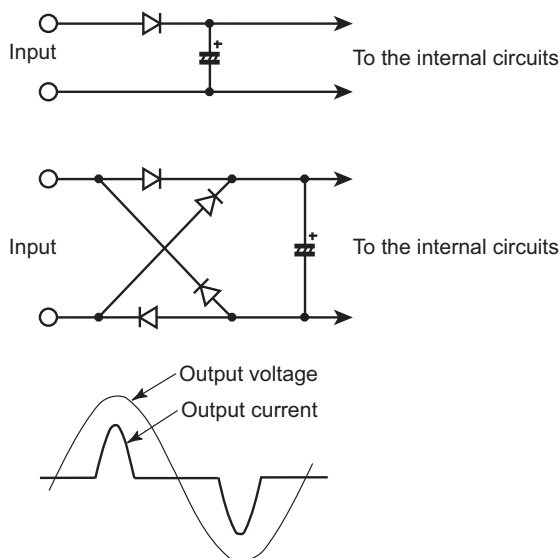 Input
To the internal circuits
+
Input
To the internal circuits
+
Output voltage
Output current